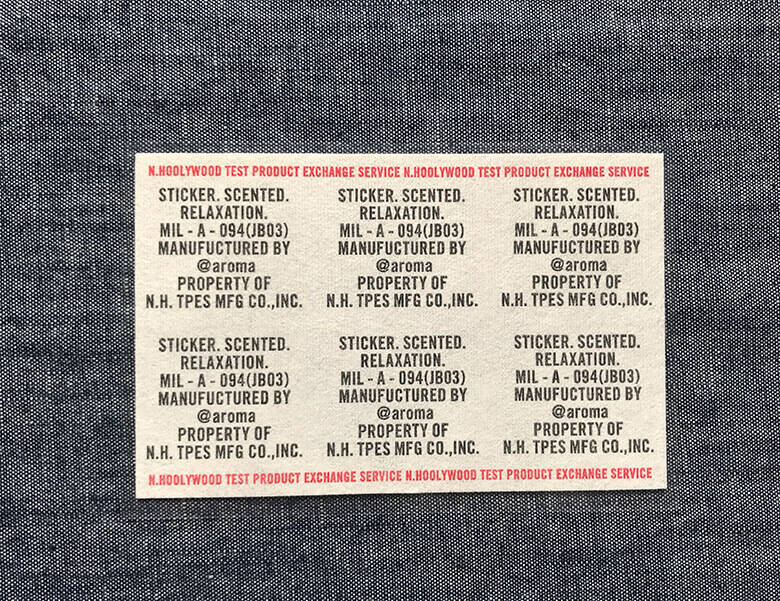 N.HOOLYWOOD TEST PRODUCT EXCHANGE SERVICE N.HOOLYWOOD TEST PRODUCT EXCHANGE SERVICE
STICKER. SCENTED.
RELAXATION.
MIL - A - 094(JB03)
MANUFUCTURED BY
@aroma
PROPERTY OF
N.H. TPES MFG CO.,INC.
STICKER. SCENTED.
RELAXATION.
MIL - A - 094(JB03)
MANUFUCTURED BY
@aroma
PROPERTY OF
N.H. TPES MFG CO.,INC.
STICKER. SCENTED.
RELAXATION.
MIL - A - 094(JB03)
MANUFUCTURED BY
@aroma
PROPERTY OF
N.H. TPES MFG CO.,INC.
STICKER. SCENTED.
RELAXATION.
MIL - A - 094(JB03)
MANUFUCTURED BY
@aroma
PROPERTY OF
N.H. TPES MFG CO.,INC.
STICKER. SCENTED.
RELAXATION.
MIL - A - 094(JB03)
MANUFUCTURED BY
@aroma
PROPERTY OF
N.H. TPES MFG CO.,INC.
STICKER. SCENTED.
RELAXATION.
MIL - A - 094(JB03)
MANUFUCTURED BY
@aroma
PROPERTY OF
N.H. TPES MFG CO.,INC.
N.HOOLYWOOD TEST PRODUCT EXCHANGE SERVICE N.HOOLYWOOD TEST PRODUCT EXCHANGE SERVICE